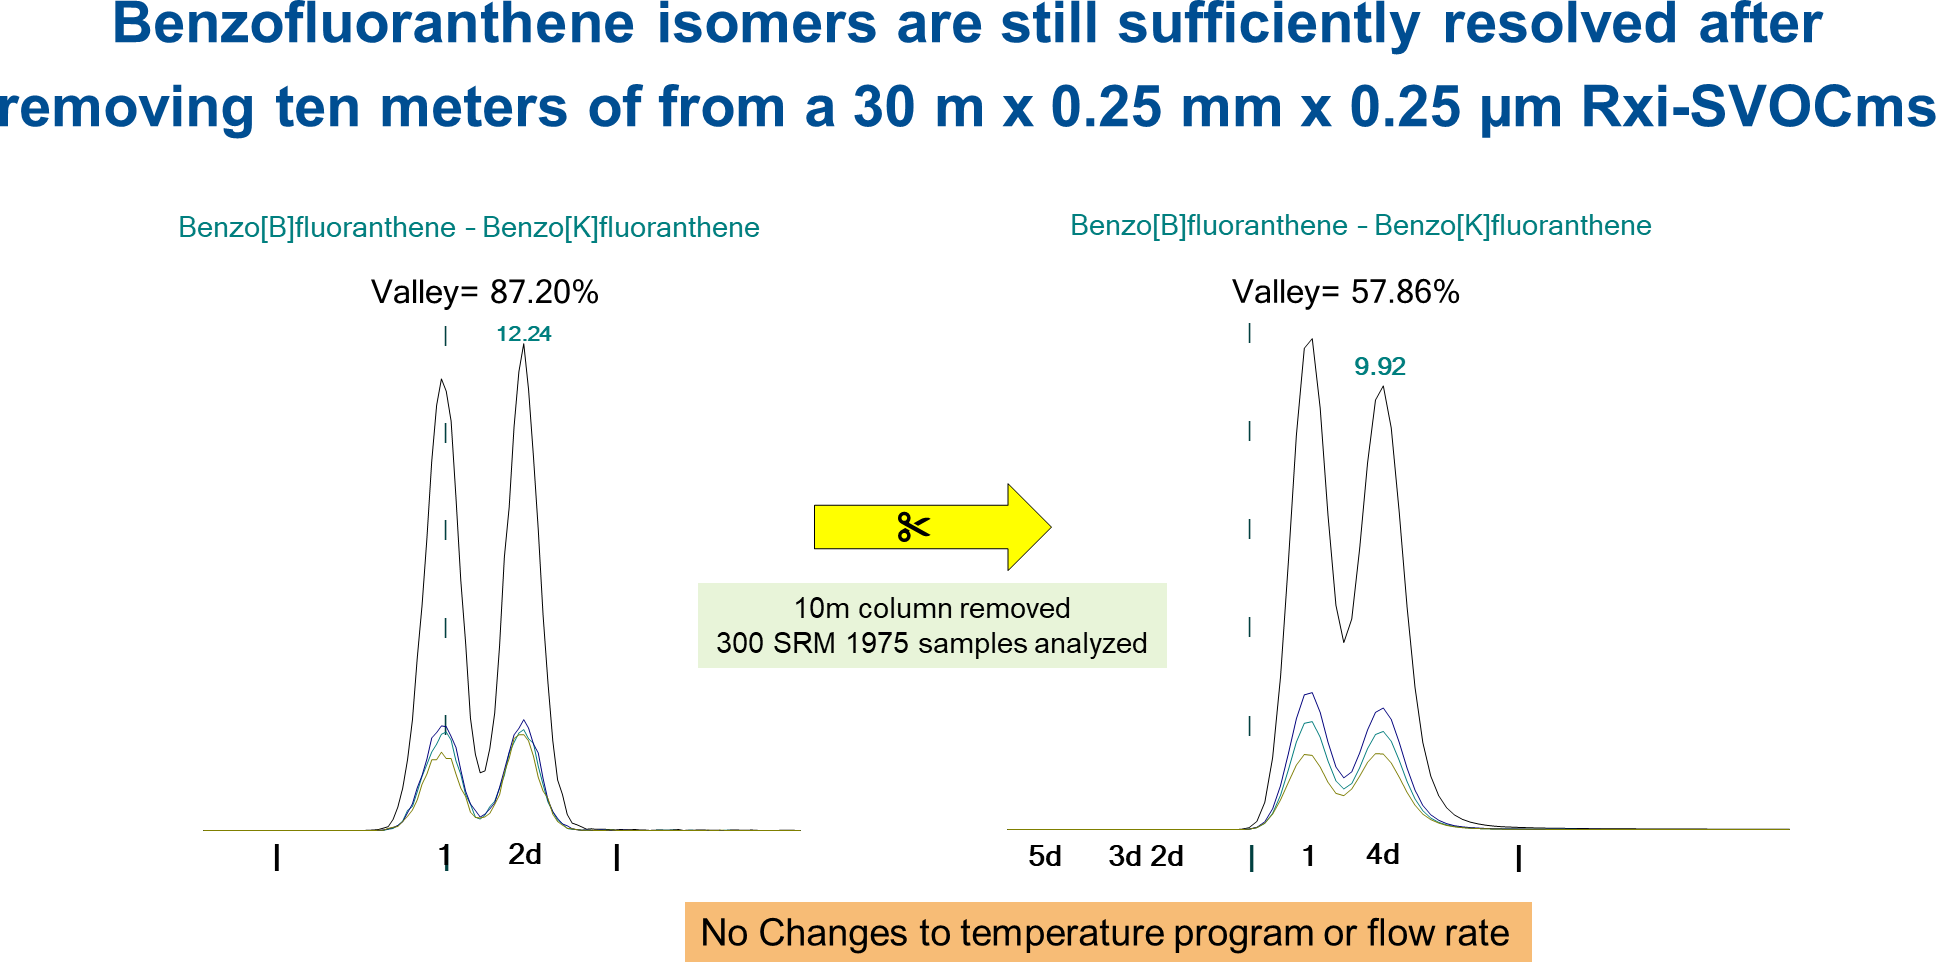 Benzofluoranthene isomers are still sufficiently resolved after
removing ten meters of from a 30 m x 0.25 mm x 0.25 µm Rxi-SVOCms
Benzo[B]fluoranthene - Benzo[K]fluoranthene
Valley= 87.20%
12.24
1
2d
10m column removed
300 SRM 1975 samples analyzed
Benzo[B]fluoranthene - Benzo[K]fluoranthene
Valley= 57.86%
9.92
5d 3d 2d 1 4d
No Changes to temperature program or flow rate